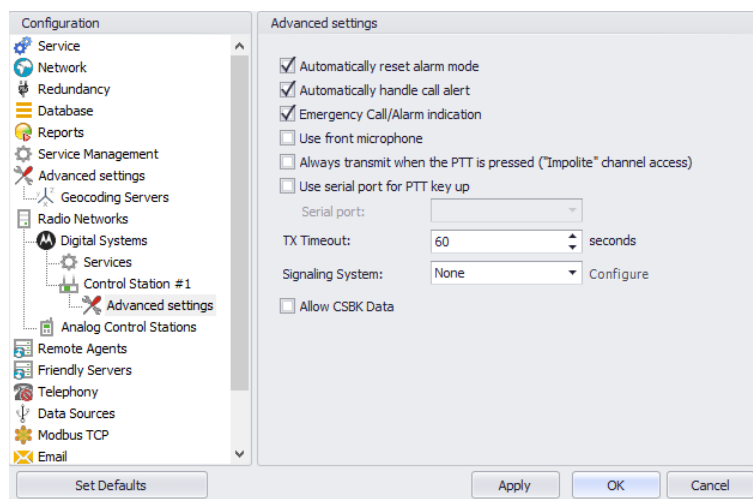 Configuration
Service
Network
Redundancy
Database
Reports
Service Management
Advanced settings
Geocoding Servers
Radio Networks
Digital Systems
Services
Control Station #1
Advanced settings
Analog Control Stations
Remote Agents
Friendly Servers
Telephony
Data Sources
Modbus TCP
Email
Advanced settings
Automatically reset alarm mode
Automatically handle call alert
Emergency Call/Alarm indication
Use front microphone
Always transmit when the PTT is pressed ("Impolite" channel access)
Use serial port for PTT key up
Serial port:
TX Timeout: 60 seconds
Signaling System: None Configure
Allow CSBK Data
Set Defaults Apply OK Cancel